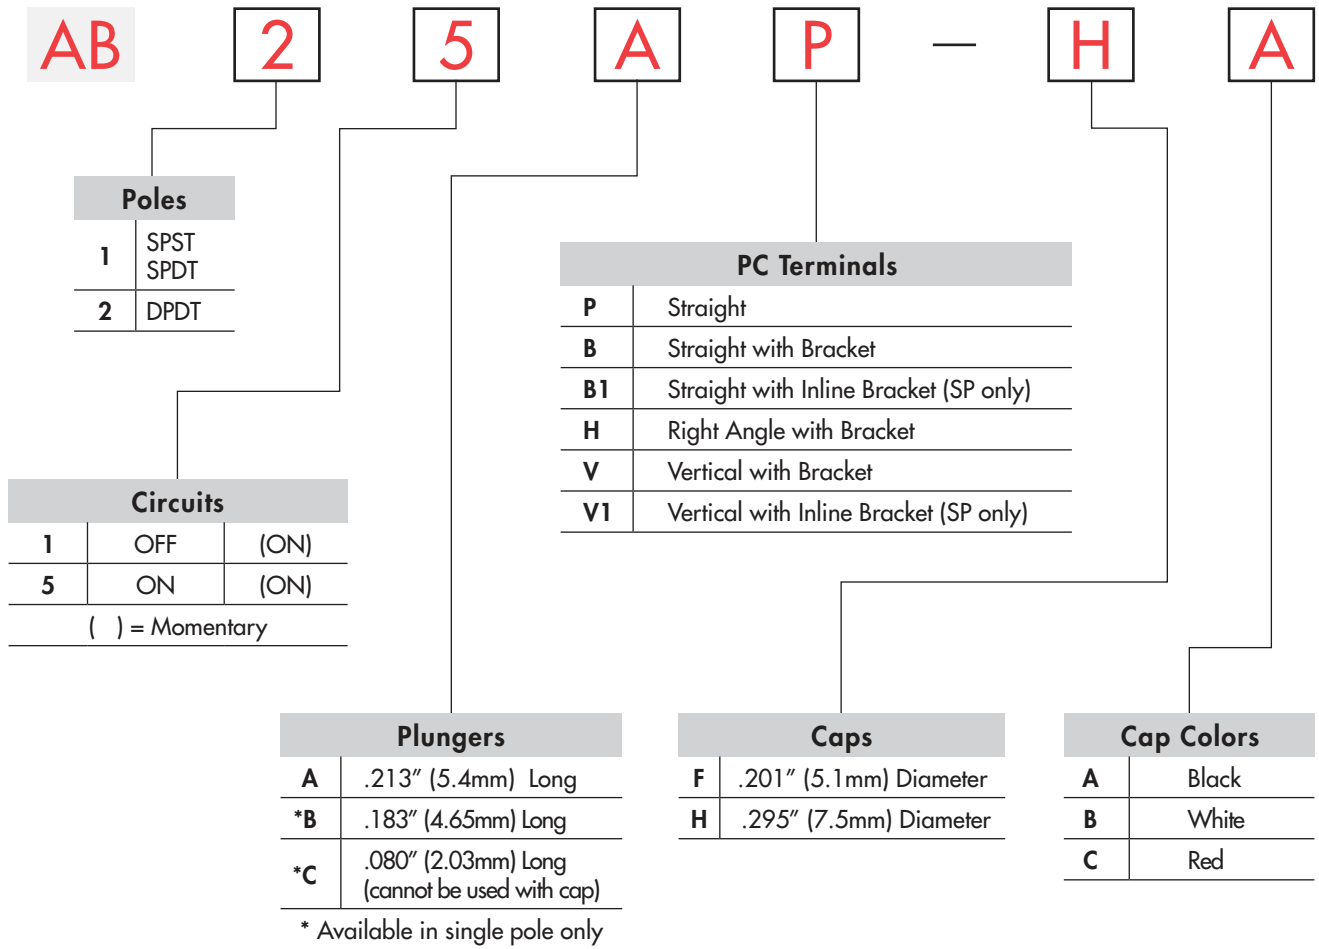 AB 2 5 A P — H A
Poles
1 SPST
SPDT
2 DPDT
PC Terminals
P Straight
B Straight with Bracket
B1 Straight with Inline Bracket (SP only)
H Right Angle with Bracket
V Vertical with Bracket
V1 Vertical with Inline Bracket (SP only)
Circuits
1 OFF (ON)
5 ON (ON)
( ) = Momentary
Plungers
A .213″ (5.4mm) Long
*B .183″ (4.65mm) Long
*C .080″ (2.03mm) Long
(cannot be used with cap)
* Available in single pole only
Caps
F .201″ (5.1mm) Diameter
H .295″ (7.5mm) Diameter
Cap Colors
A Black
B White
C Red